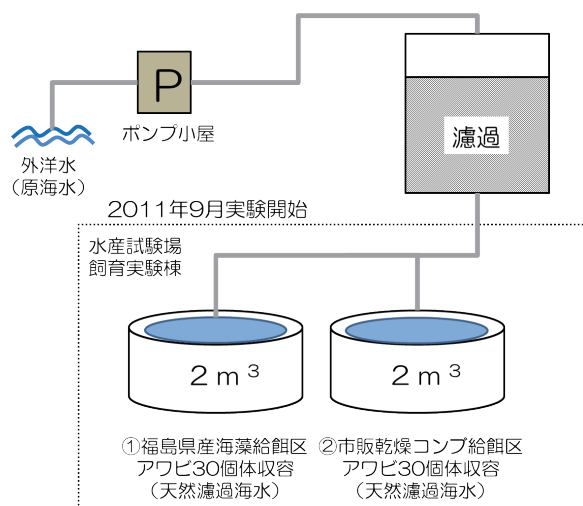 P
ポンプ小屋
濾過
外洋水
（原海水）
2011年9月実験開始
水産試験場
飼育実験棟
2ｍ³
2ｍ³
①福島県産海藻給餌区
アワビ30個体収容
（天然濾過海水）
②市販乾燥コンブ給餌区
アワビ30個体収容
（天然濾過海水）